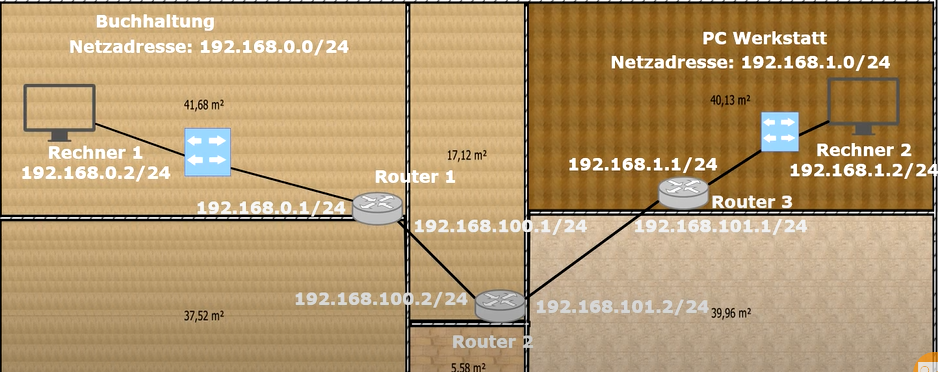 Buchhaltung
Netzadresse: 192.168.0.0/24
PC Werkstatt
Netzadresse: 192.168.1.0/24
41,68 m²
40,13 m²
Rechner 1
192.168.0.2/24
17,12 m²
Rechner 2
192.168.1.2/24
192.168.1.1/24
Router 1
192.168.0.1/24
Router 3
192.168.100.1/24
192.168.101.1/24
192.168.100.2/24
192.168.101.2/24
37,52 m²
39,96 m²
Router 2
5,58 m²